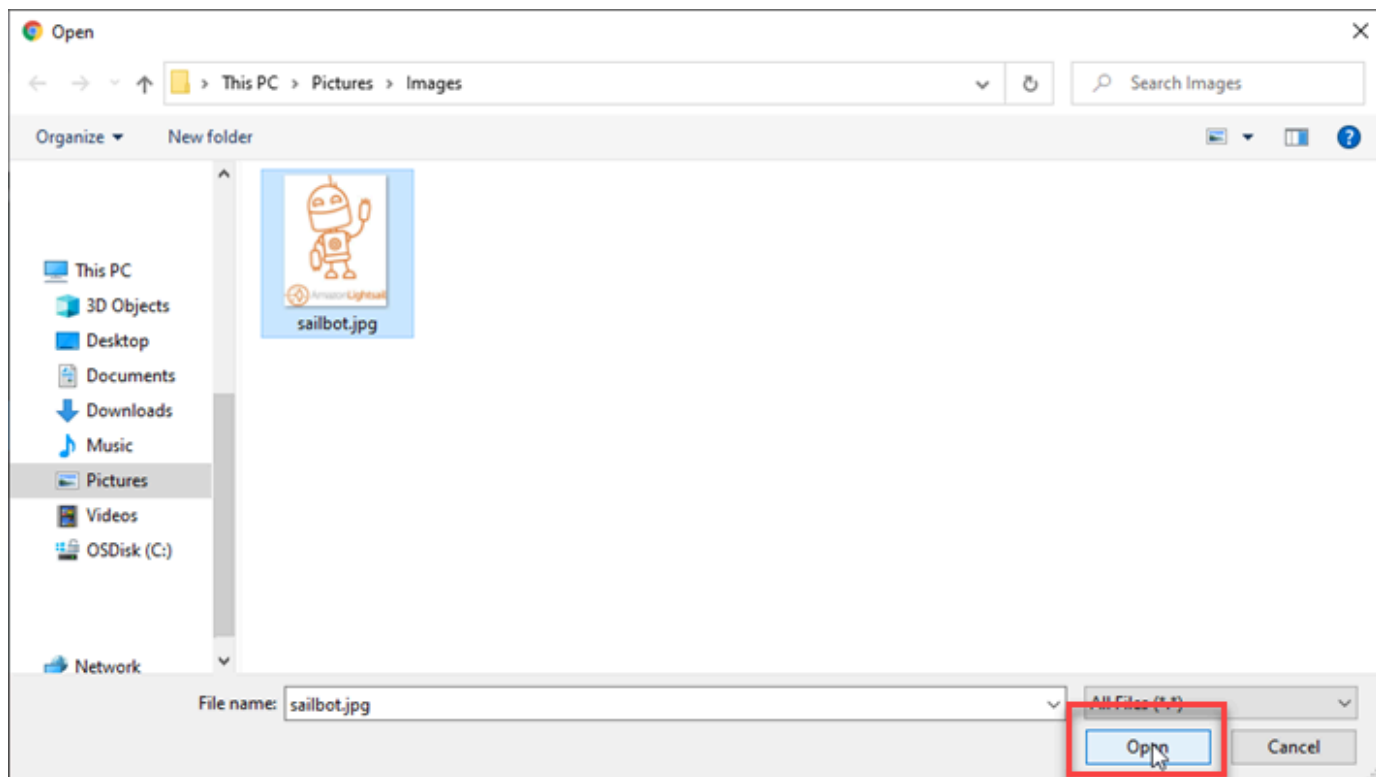 Open
This PC > Pictures > Images
Search Images
Organize
New folder
This PC
3D Objects
Desktop
Documents
Downloads
Music
Pictures
Videos
OSDisk (C:)
Network
AmazonLightsail
sailbot.jpg
File name: sailbot.jpg
All Files (*.*)
Open
Cancel